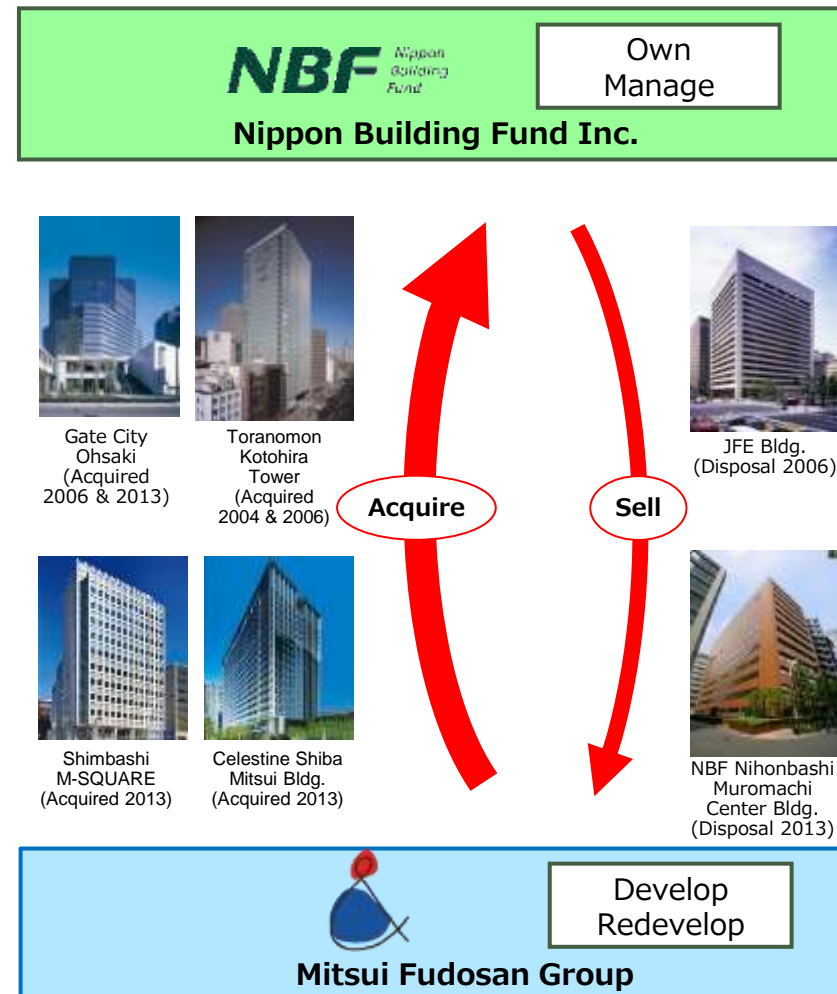 NBF Nippon
Building
Fund
Own
Manage
Nippon Building Fund Inc.
Gate City
Ohsaki
(Acquired
2006 & 2013)
Toranomon
Kotohira
Tower
(Acquired
2004 & 2006)
Acquire
Sell
JFE Bldg.
(Disposal 2006)
Shimbashi
M-SQUARE
(Acquired 2013)
Celestine Shiba
Mitsui Bldg.
(Acquired 2013)
NBF Nihonbashi
Muromachi
Center Bldg.
(Disposal 2013)
Develop
Redevelop
Mitsui Fudosan Group